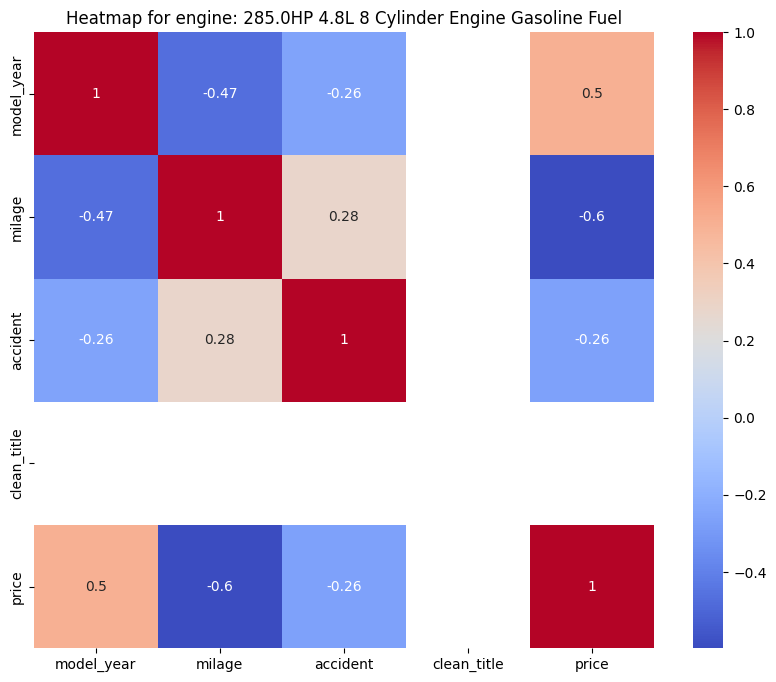 Heatmap for engine: 285.0HP 4.8L 8 Cylinder Engine Gasoline Fuel
model_year
1
-0.47
-0.26
0.5
milage
-0.47
1
0.28
-0.6
accident
-0.26
0.28
1
-0.26
clean_title
price
0.5
-0.6
-0.26
1
model_year
milage
accident
clean_title
price
1.0
0.8
0.6
0.4
0.2
0.0
−0.2
−0.4